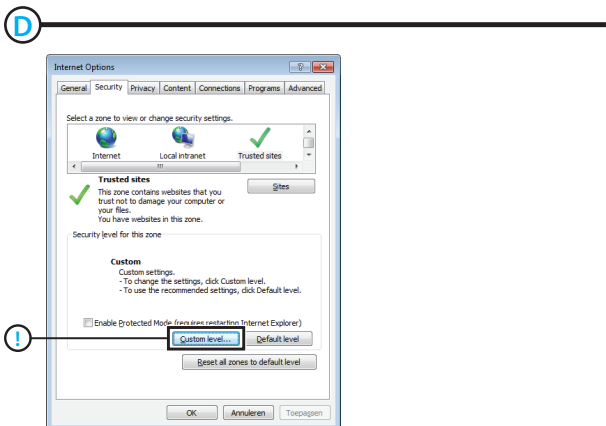 D
Internet Options
General Security Privacy Content Connections Programs Advanced
Select a zone to view or change security settings.
Internet Local intranet Trusted sites
Trusted sites
Sites
This zone contains websites that you
trust not to damage your computer or
your files.
You have websites in this zone.
Security level for this zone
Custom
Custom settings.
- To change the settings, click Custom level.
- To use the recommended settings, click Default level.
Enable Protected Mode (requires restarting Internet Explorer)
! Custom level... Default level
Reset all zones to default level
OK Annuleren Toepassen